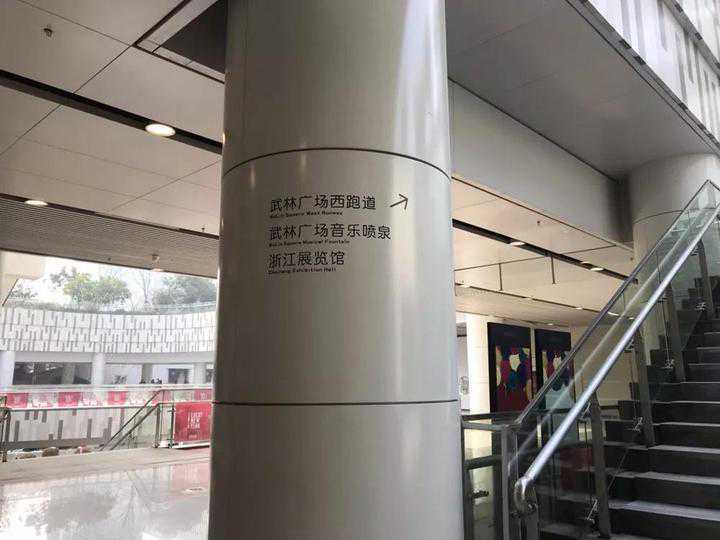 武林广场西跑道
WuLin Square West Runway
武林广场音乐喷泉
WuLin Square Musical Fountain
浙江展览馆
Zhejiang Exhibition Hall